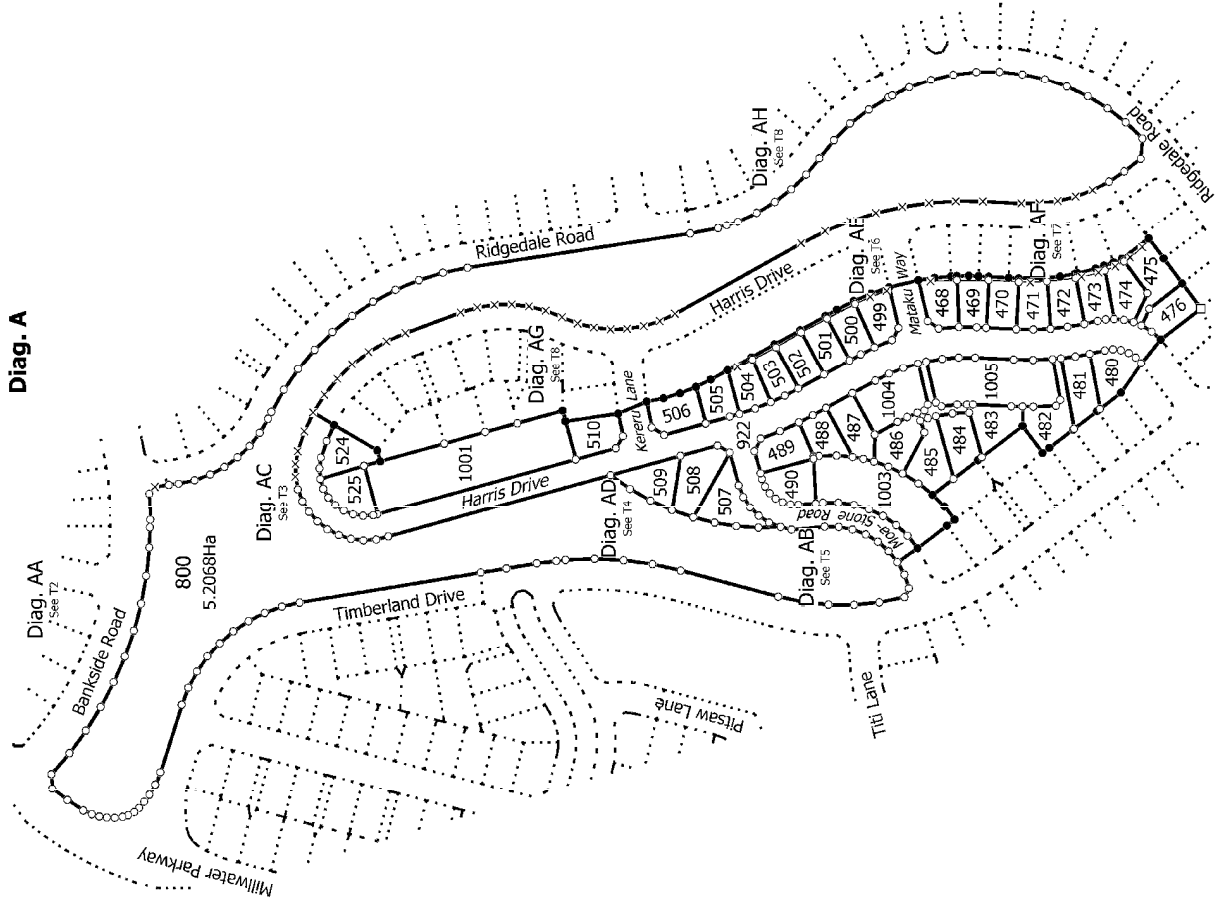 Diag. A
Diag. AA
See T2
Bankside Road
800
5.2068Ha
Millwater Parkway
Diag. AC
See T3
Timberland Drive
Ridgedale Road
Diag. AH
See T8
524
525
1001
Harris Drive
Diag. AG
See T8
510
Kereru Lane
Harris Drive
Diag. AE
See T6
Mataku Way
Diag. AF
See T7
Ridgedale Road
Ridgedale Road
Diag. AD
See T4
509
508
507
506
505
504
503
502
501
500
499
468
469
470
471
472
473
474
475
476
922
489
488
487
1004
1005
490
486
485
484
483
482
481
480
1003
Moa-Stone Road
Diag. AB
See T5
Pitsaw Lane
Titi Lane